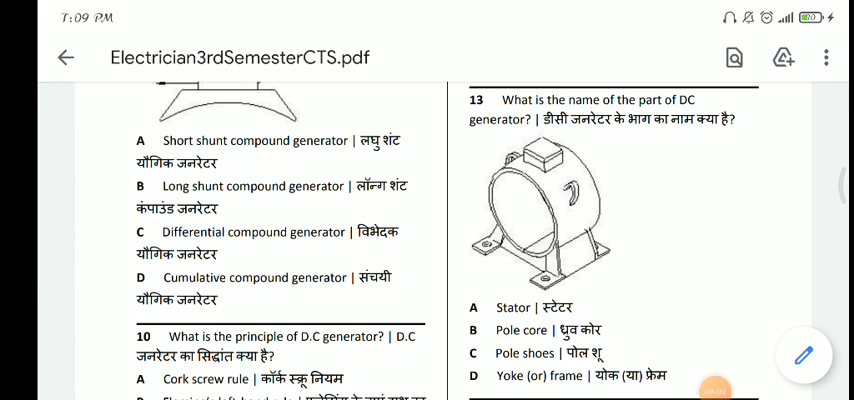 7:09 PM
70
Electrician3rdSemesterCTS.pdf
A Short shunt compound generator | लघु शंट
यौगिक जनरेटर
B Long shunt compound generator | लॉन्ग शंट
कंपाउंड जनरेटर
C Differential compound generator | विभेदक
यौगिक जनरेटर
D Cumulative compound generator | संचयी
यौगिक जनरेटर
10 What is the principle of D.C generator? | D.C
जनरेटर का सिद्धांत क्या है?
A Cork screw rule | कॉर्क स्क्रू नियम
13 What is the name of the part of DC
generator? | डीसी जनरेटर के भाग का नाम क्या है?
A Stator | स्टेटर
B Pole core | ध्रुव कोर
C Pole shoes | पोल शू
D Yoke (or) frame | योक (या) फ्रेम
09:03